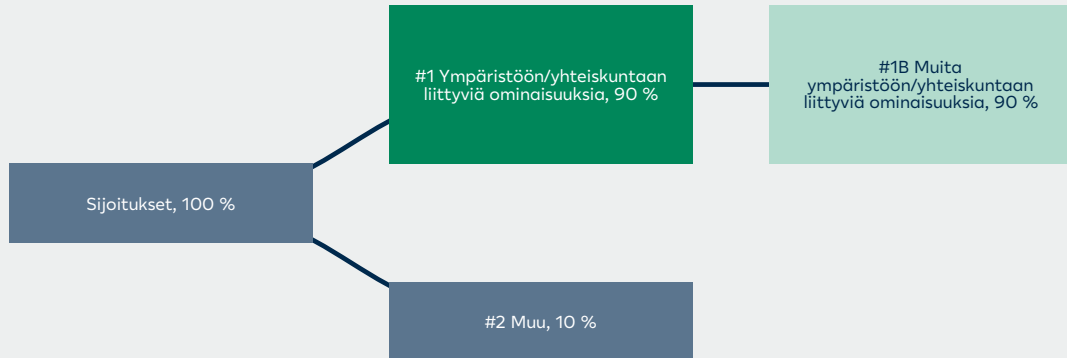 #1 Ympäristöön/yhteiskuntaan
liittyviä ominaisuuksia, 90 %
#1B Muita
ympäristöön/yhteiskuntaan
liittyviä ominaisuuksia, 90 %
Sijoitukset, 100 %
#2 Muu, 10 %